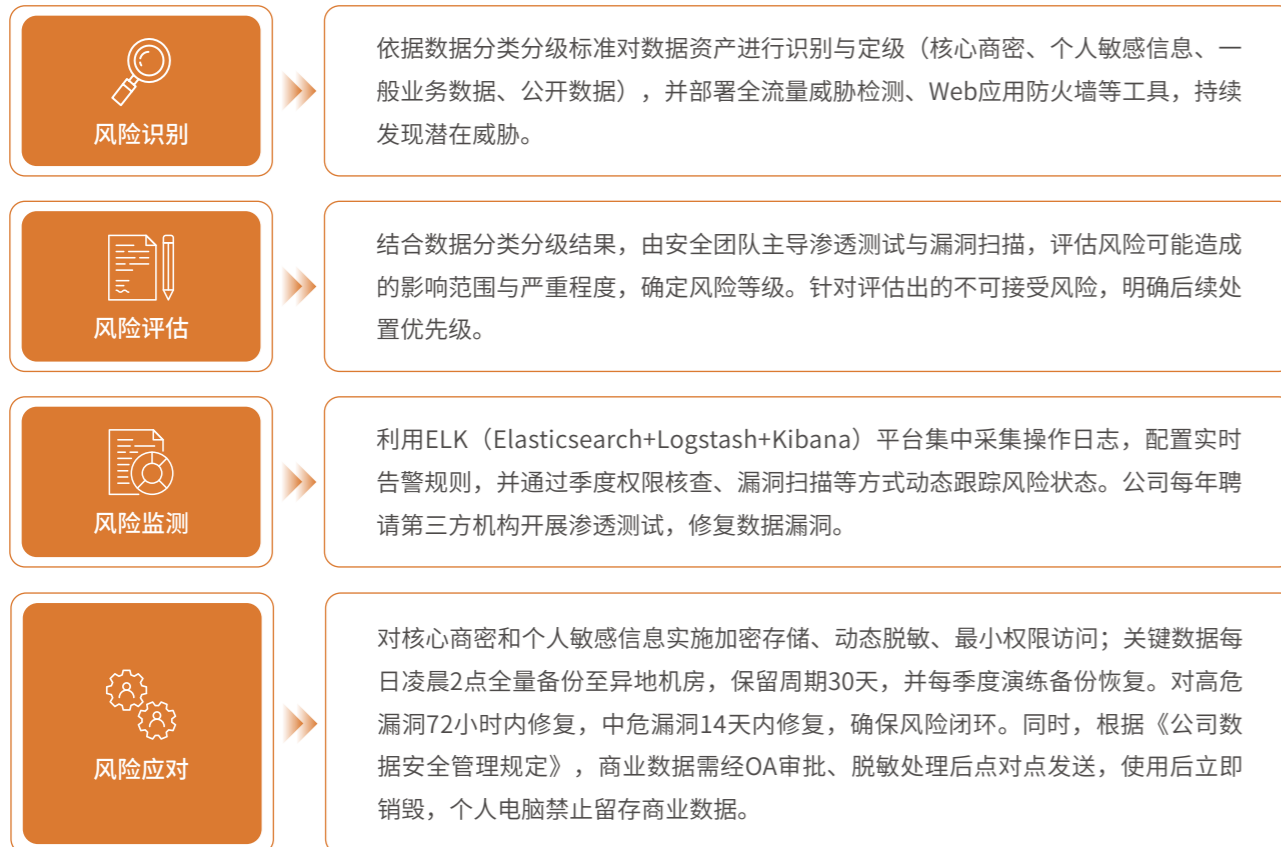 风险识别
依据数据分类分级标准对数据资产进行识别与定级（核心商密、个人敏感信息、一
般业务数据、公开数据），并部署全流量威胁检测、Web应用防火墙等工具，持续
发现潜在威胁。
风险评估
结合数据分类分级结果，由安全团队主导渗透测试与漏洞扫描，评估风险可能造成
的影响范围与严重程度，确定风险等级。针对评估出的不可接受风险，明确后续处
置优先级。
风险监测
利用ELK（Elasticsearch+Logstash+Kibana）平台集中采集操作日志，配置实时
告警规则，并通过季度权限核查、漏洞扫描等方式动态跟踪风险状态。公司每年聘
请第三方机构开展渗透测试，修复数据漏洞。
风险应对
对核心商密和个人敏感信息实施加密存储、动态脱敏、最小权限访问；关键数据每
日凌晨2点全量备份至异地机房，保留周期30天，并每季度演练备份恢复。对高危
漏洞72小时内修复，中危漏洞14天内修复，确保风险闭环。同时，根据《公司数
据安全管理规定》，商业数据需经OA审批、脱敏处理后点对点发送，使用后立即
销毁，个人电脑禁止留存商业数据。